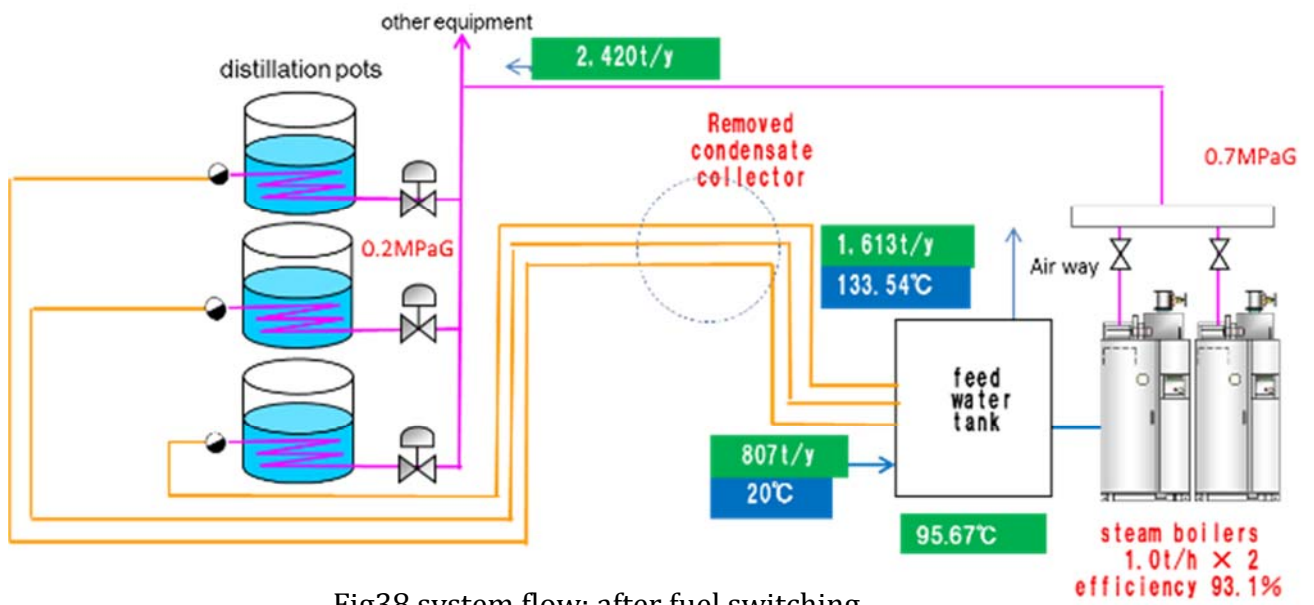 other equipment
2.420t/y
distillation pots
Removed
condensate
collector
0.7MPaG
0.2MPaG
1.613t/y
133.54℃
Air way
feed
water
tank
807t/y
20℃
95.67℃
steam boilers
1.0t/h × 2
efficiency 93.1%
Fig38 system flow: after fuel switching